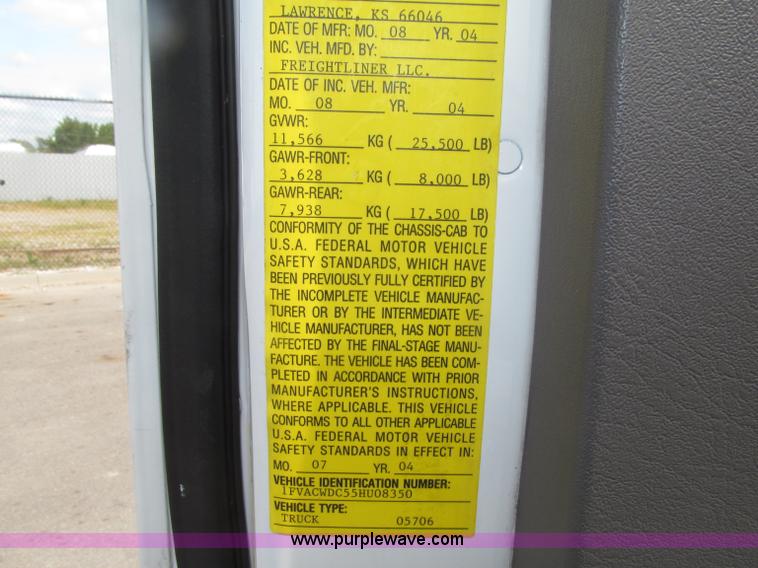 LAWRENCE, KS 66046
DATE OF MFR: MO. 08 YR. 04
INC. VEH. MFD. BY:
FREIGHTLINER LLC.
DATE OF INC. VEH. MFR:
MO. 08 YR. 04
GVWR:
11,566 KG ( 25,500 LB)
GAWR-FRONT:
3,628 KG ( 8,000 LB)
GAWR-REAR:
7,938 KG ( 17,500 LB)
CONFORMITY OF THE CHASSIS-CAB TO
U.S.A. FEDERAL MOTOR VEHICLE
SAFETY STANDARDS, WHICH HAVE
BEEN PREVIOUSLY FULLY CERTIFIED BY
THE INCOMPLETE VEHICLE MANUFAC-
TURER OR BY THE INTERMEDIATE VE-
HICLE MANUFACTURER, HAS NOT BEEN
AFFECTED BY THE FINAL-STAGE MANU-
FACTURE. THE VEHICLE HAS BEEN COM-
PLETED IN ACCORDANCE WITH PRIOR
MANUFACTURER'S INSTRUCTIONS,
WHERE APPLICABLE. THIS VEHICLE
CONFORMS TO ALL OTHER APPLICABLE
U.S.A. FEDERAL MOTOR VEHICLE
SAFETY STANDARDS IN EFFECT IN:
MO. 07 YR. 04
VEHICLE IDENTIFICATION NUMBER:
1FVACWDC55HU08350
VEHICLE TYPE:
TRUCK 05706
www.purplewave.com